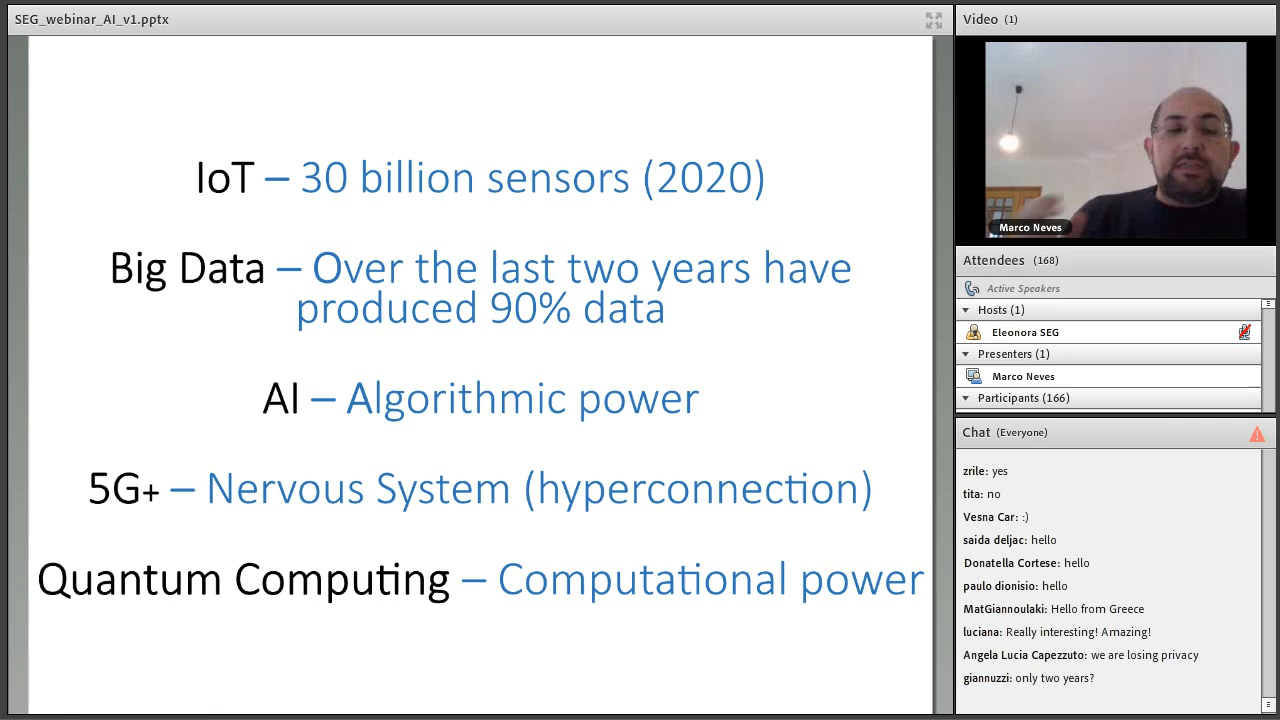 SEG_webinar_AI_v1.pptx
IoT – 30 billion sensors (2020)
Big Data – Over the last two years have
produced 90% data
AI – Algorithmic power
5G+ – Nervous System (hyperconnection)
Quantum Computing – Computational power
Video (1)
Marco Neves
Attendees (168)
Active Speakers
Hosts (1)
Eleonora SEG
Presenters (1)
Marco Neves
Participants (166)
Chat (Everyone)
zrile: yes
tita: no
Vesna Car: :)
saida deljac: hello
Donatella Cortese: hello
paulo dionisio: hello
MatGiannoulaki: Hello from Greece
luciana: Really interesting! Amazing!
Angela Lucia Capezzuto: we are losing privacy
giannuzzi: only two years?